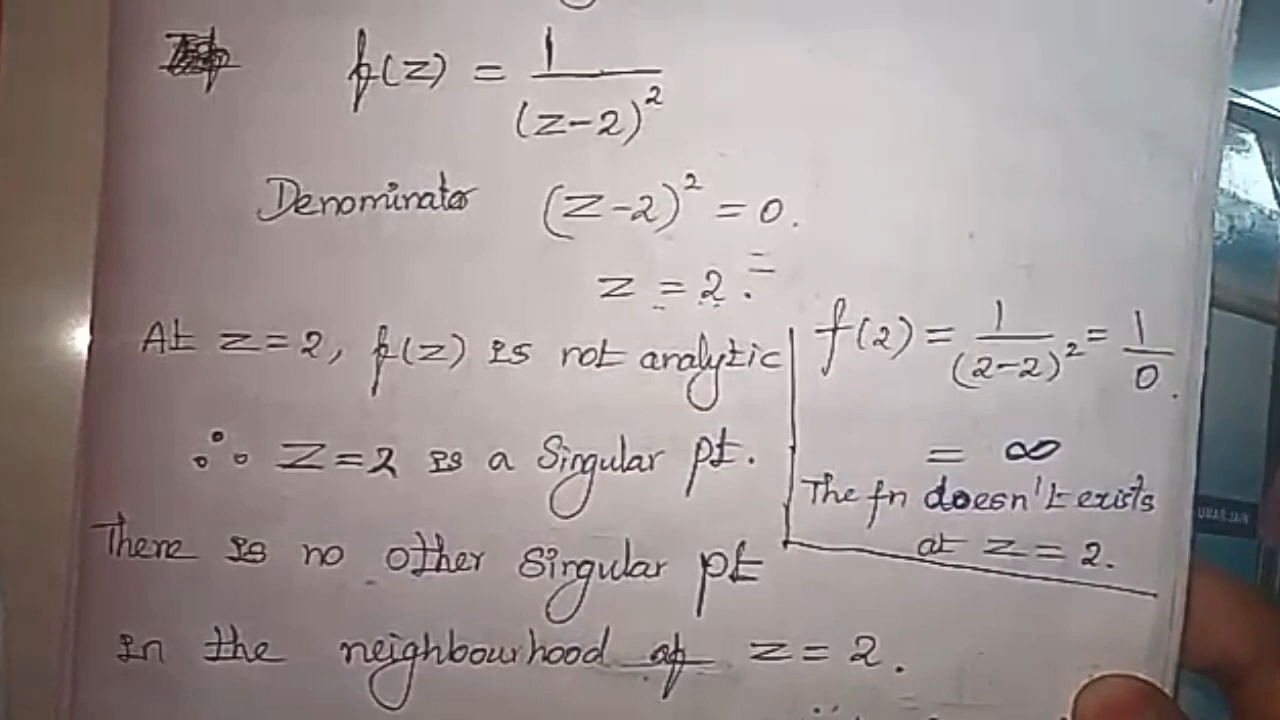 f(z) = 1/(z-2)²
Denominator (z-2)² = 0.
z = 2.
At z=2, f(z) is not analytic
∴ z=2 is a singular pt.
There is no other singular pt
in the neighbourhood of z = 2.
f(2) = 1/(2-2)² = 1/0.
= ∞
The fn doesn't exists
at z = 2.